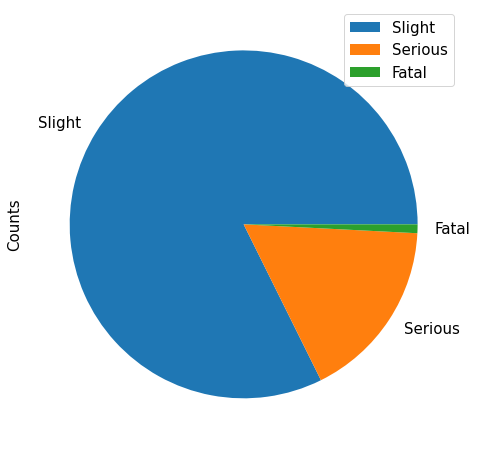 Slight
Serious
Fatal
Slight
Counts
Fatal
Serious